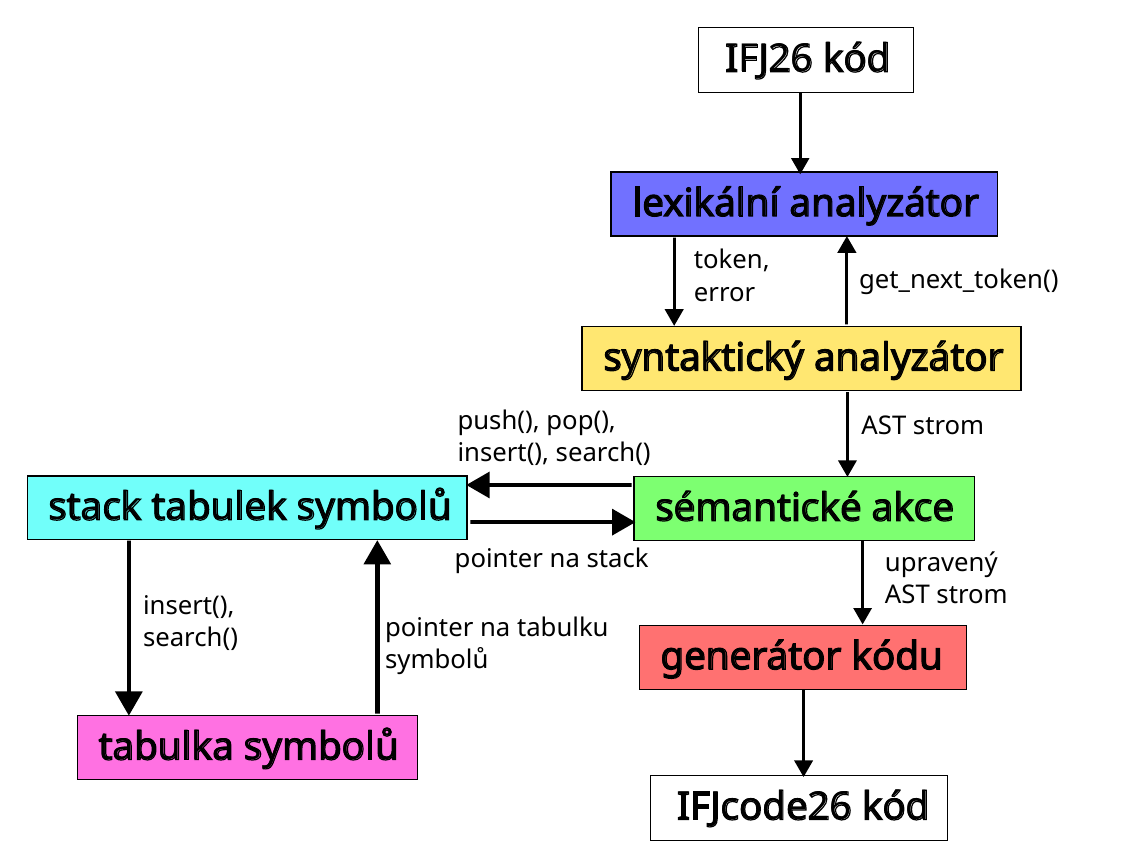 IFJ26 kód
lexikální analyzátor
token,
error
get_next_token()
syntaktický analyzátor
AST strom
push(), pop(),
insert(), search()
stack tabulek symbolů
sémantické akce
pointer na stack
upravený
AST strom
insert(),
search()
pointer na tabulku
symbolů
generátor kódu
tabulka symbolů
IFJcode26 kód